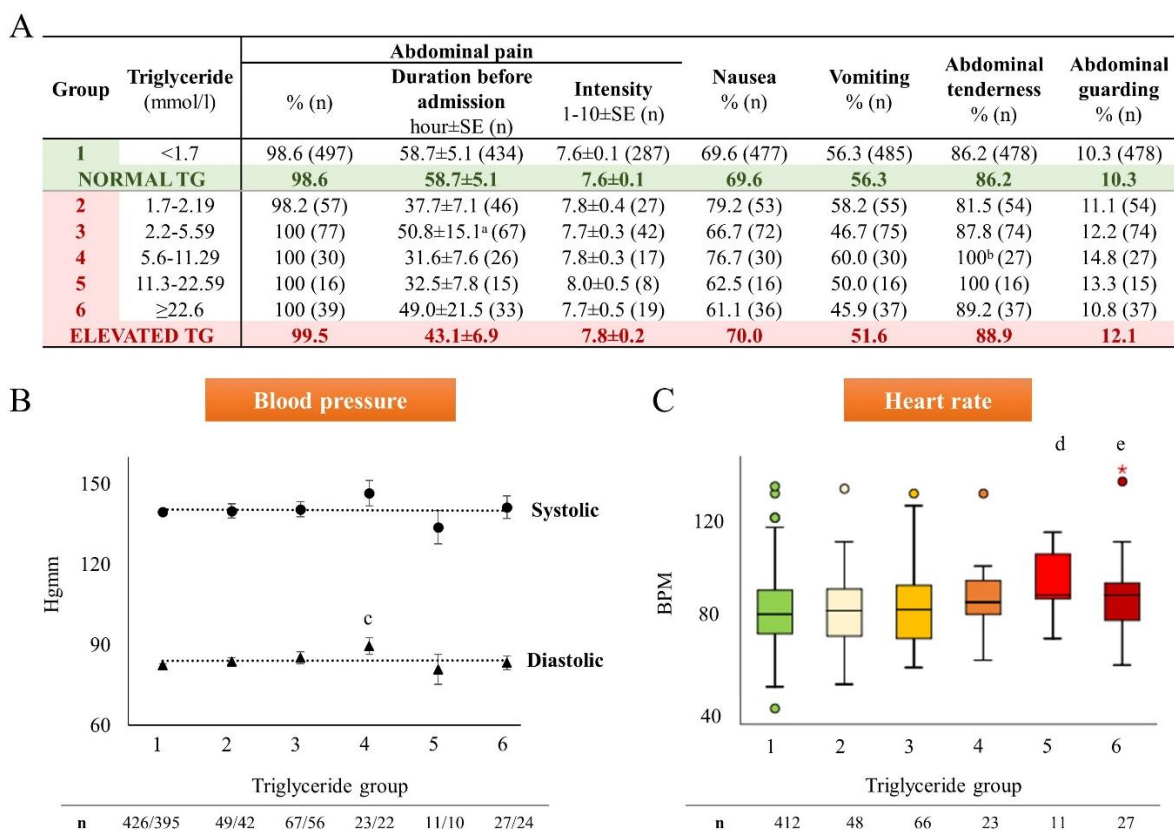 A
Group Triglyceride (mmol/l) Abdominal pain Nausea % (n) Vomiting % (n) Abdominal tenderness % (n) Abdominal guarding % (n)
% (n) Duration before admission hour±SE (n) Intensity 1-10±SE (n)
1 <1.7 98.6 (497) 58.7±5.1 (434) 7.6±0.1 (287) 69.6 (477) 56.3 (485) 86.2 (478) 10.3 (478)
NORMAL TG 98.6 58.7±5.1 7.6±0.1 69.6 56.3 86.2 10.3
2 1.7-2.19 98.2 (57) 37.7±7.1 (46) 7.8±0.4 (27) 79.2 (53) 58.2 (55) 81.5 (54) 11.1 (54)
3 2.2-5.59 100 (77) 50.8±15.1ᵃ (67) 7.7±0.3 (42) 66.7 (72) 46.7 (75) 87.8 (74) 12.2 (74)
4 5.6-11.29 100 (30) 31.6±7.6 (26) 7.8±0.3 (17) 76.7 (30) 60.0 (30) 100ᵇ (27) 14.8 (27)
5 11.3-22.59 100 (16) 32.5±7.8 (15) 8.0±0.5 (8) 62.5 (16) 50.0 (16) 100 (16) 13.3 (15)
6 ≥22.6 100 (39) 49.0±21.5 (33) 7.7±0.5 (19) 61.1 (36) 45.9 (37) 89.2 (37) 10.8 (37)
ELEVATED TG 99.5 43.1±6.9 7.8±0.2 70.0 51.6 88.9 12.1
B
Blood pressure
Hgmm
150
120
90
60
Systolic
c
Diastolic
1 2 3 4 5 6
Triglyceride group
n 426/395 49/42 67/56 23/22 11/10 27/24
C
Heart rate
BPM
120
80
40
d e
*
1 2 3 4 5 6
Triglyceride group
n 412 48 66 23 11 27